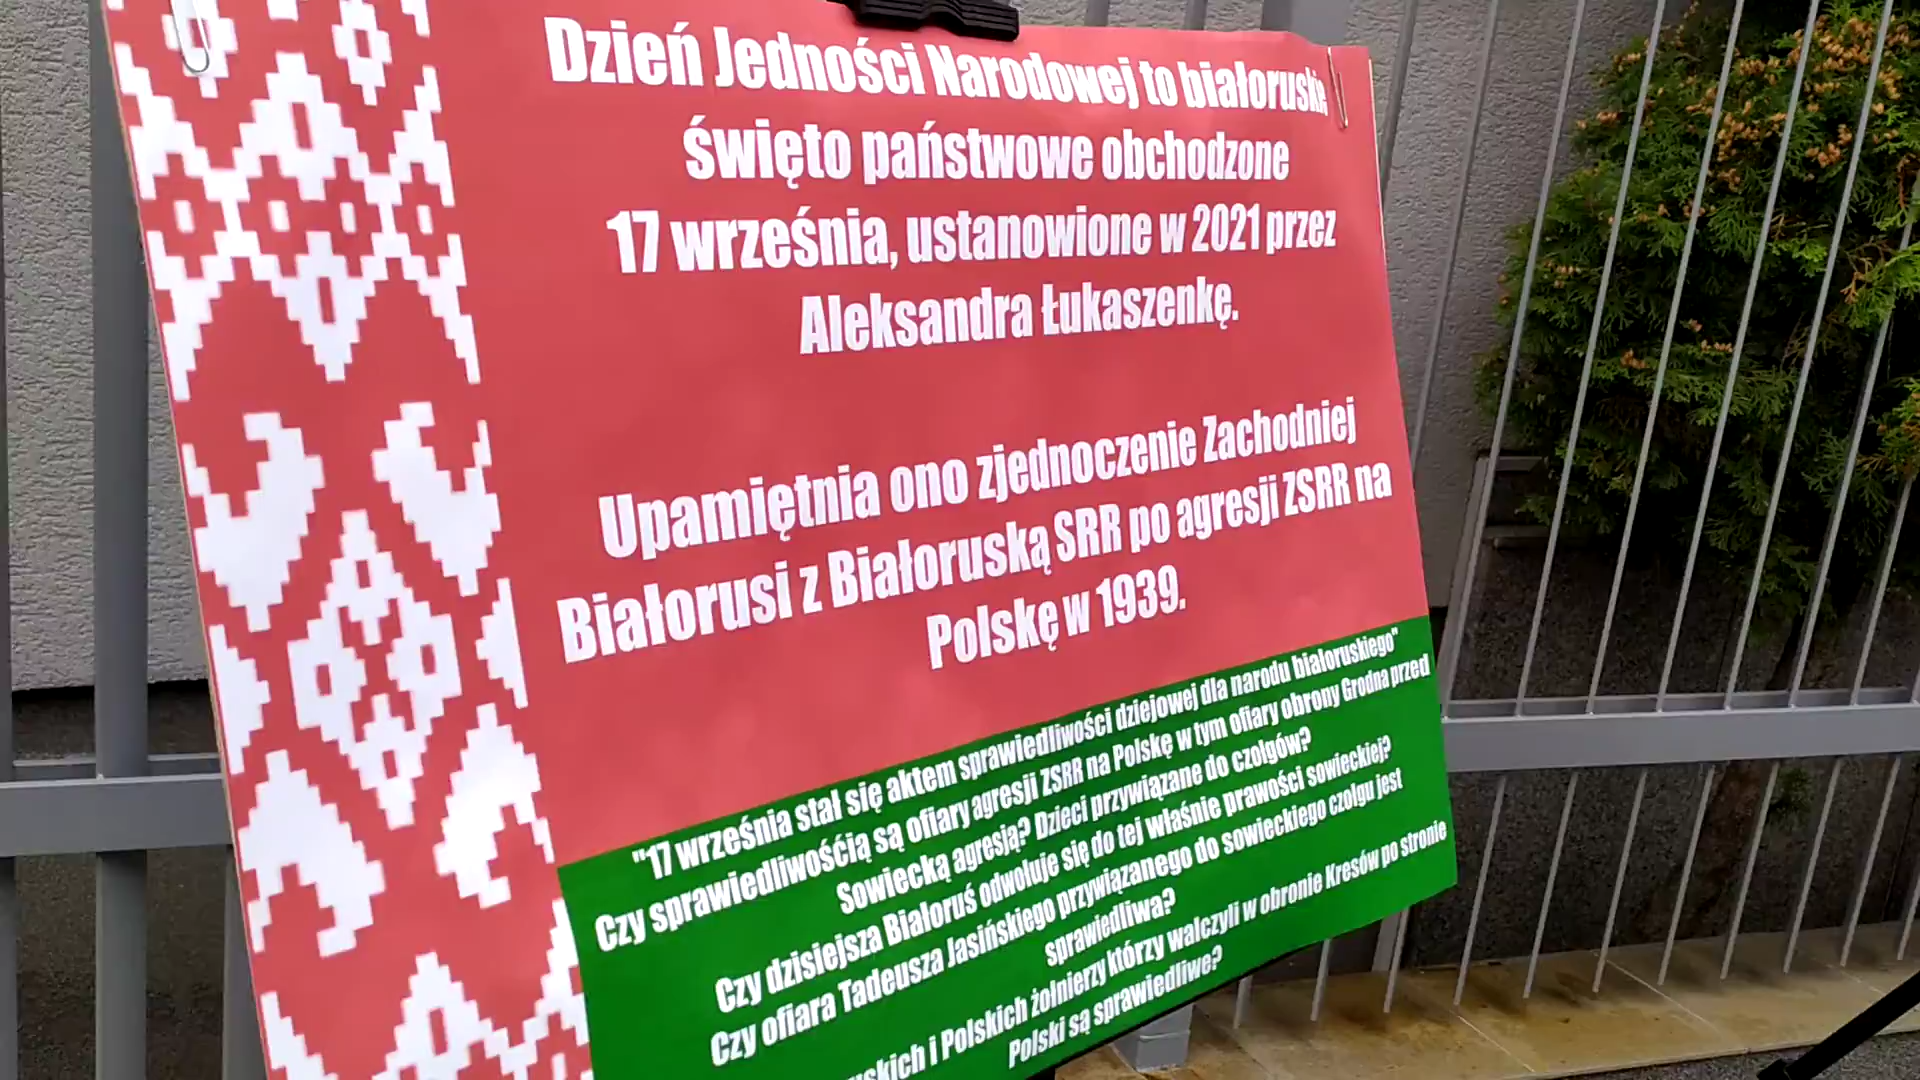 Dzień Jedności Narodowej to białoruskie
święto państwowe obchodzone
17 września, ustanowione w 2021 przez
Aleksandra Łukaszenkę.
Upamiętnia ono zjednoczenie Zachodniej
Białorusi z Białoruską SRR po agresji ZSRR na
Polskę w 1939.
"17 września stał się aktem sprawiedliwości dziejowej dla narodu białoruskiego"
Czy sprawiedliwośćią są ofiary agresji ZSRR na Polskę w tym ofiary obrony Grodna przed
Sowiecką agresją? Dzieci przywiązane do czołgów?
Czy dzisiejsza Białoruś odwołuje się do tej właśnie prawości sowieckiej?
Czy ofiara Tadeusza Jasińskiego przywiązanego do sowieckiego czołgu jest
sprawiedliwa?
i Polskich żołnierzy którzy walczyli w obronie Kresów po stronie
Polski są sprawiedliwe?